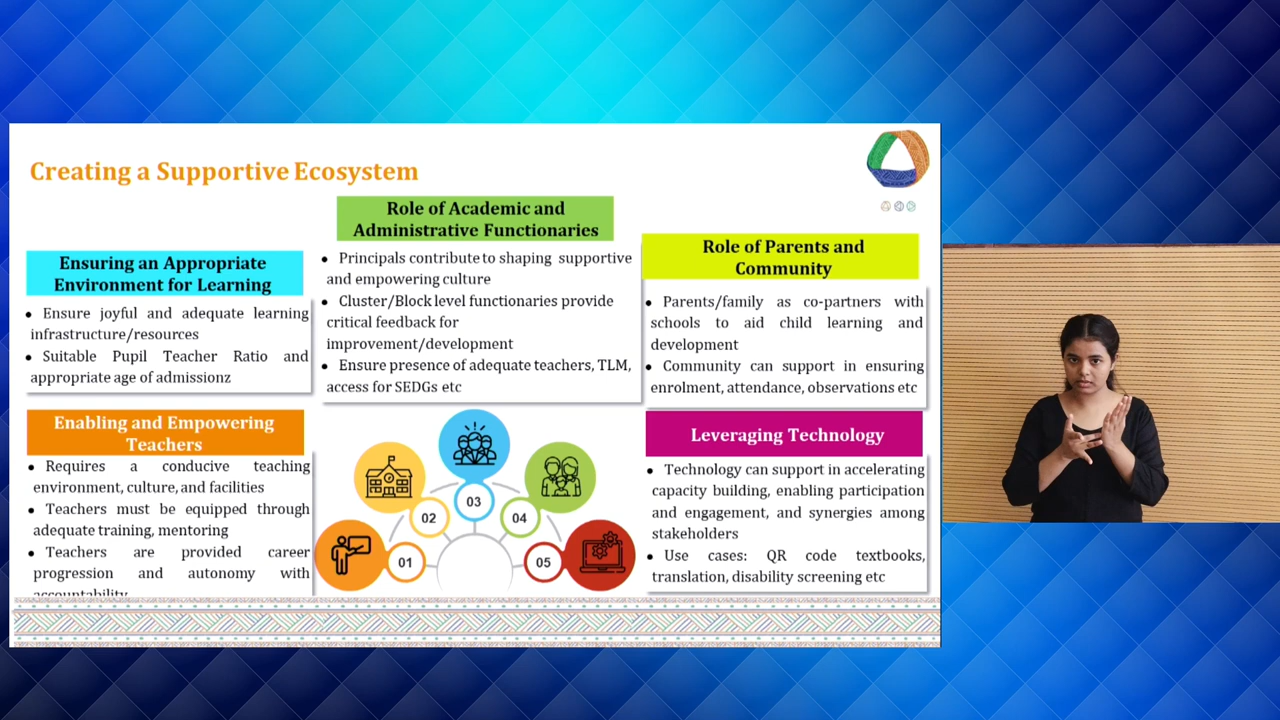 Creating a Supportive Ecosystem
Ensuring an Appropriate
Environment for Learning
Ensure joyful and adequate learning
infrastructure/resources
Suitable Pupil Teacher Ratio and
appropriate age of admissionz
Role of Academic and
Administrative Functionaries
Principals contribute to shaping supportive
and empowering culture
Cluster/Block level functionaries provide
critical feedback for
improvement/development
Ensure presence of adequate teachers, TLM,
access for SEDGs etc
Role of Parents and
Community
Parents/family as co-partners with
schools to aid child learning and
development
Community can support in ensuring
enrolment, attendance, observations etc
Enabling and Empowering
Teachers
Requires a conducive teaching
environment, culture, and facilities
Teachers must be equipped through
adequate training, mentoring
Teachers are provided career
progression and autonomy with
accountability
01
02
03
04
05
Leveraging Technology
Technology can support in accelerating
capacity building, enabling participation
and engagement, and synergies among
stakeholders
Use cases: QR code textbooks,
translation, disability screening etc